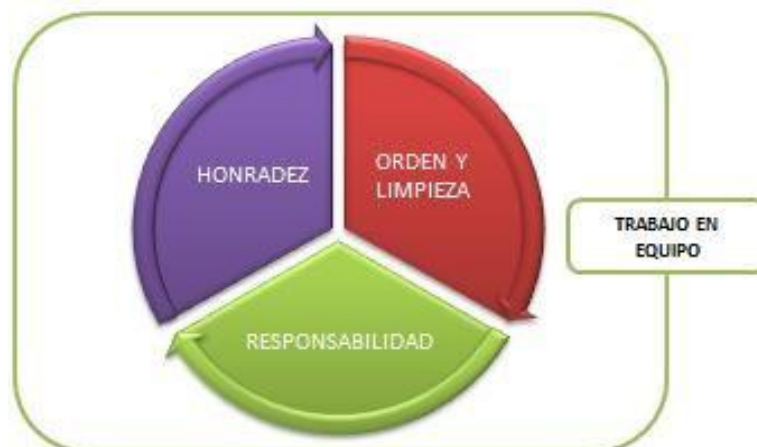 HONRADEZ
ORDEN Y
LIMPIEZA
TRABAJO EN
EQUIPO
RESPONSABILIDAD